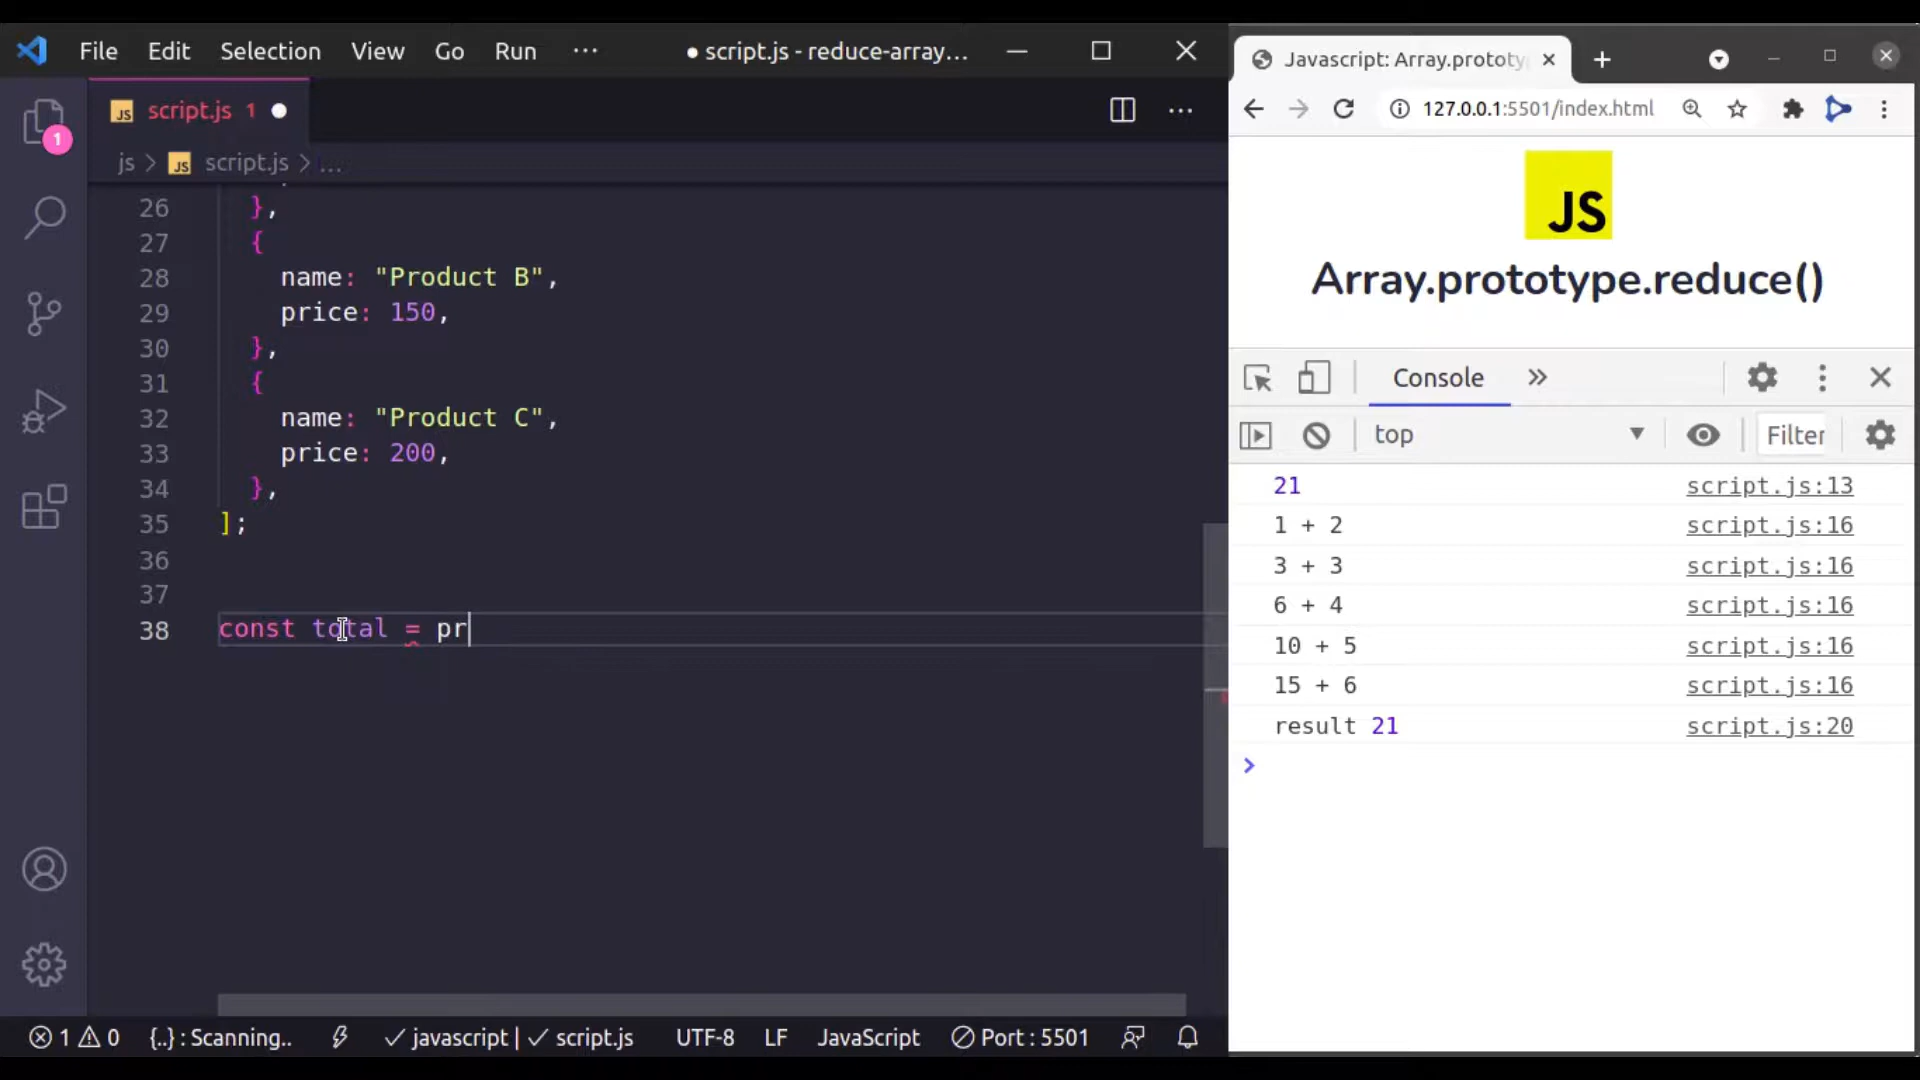 File Edit Selection View Go Run ··· ● script.js - reduce-array...
JS script.js 1
js > JS script.js > ...
26 },
27 {
28 name: "Product B",
29 price: 150,
30 },
31 {
32 name: "Product C",
33 price: 200,
34 },
35 ];
36
37
38 const total = pr
1
⊗ 1 ⚠ 0 {..} : Scanning.. ✓ javascript | ✓ script.js UTF-8 LF JavaScript Port : 5501
Javascript: Array.prototy
127.0.0.1:5501/index.html
JS
Array.prototype.reduce()
Console »
top Filter
21 script.js:13
1 + 2 script.js:16
3 + 3 script.js:16
6 + 4 script.js:16
10 + 5 script.js:16
15 + 6 script.js:16
result 21 script.js:20
>